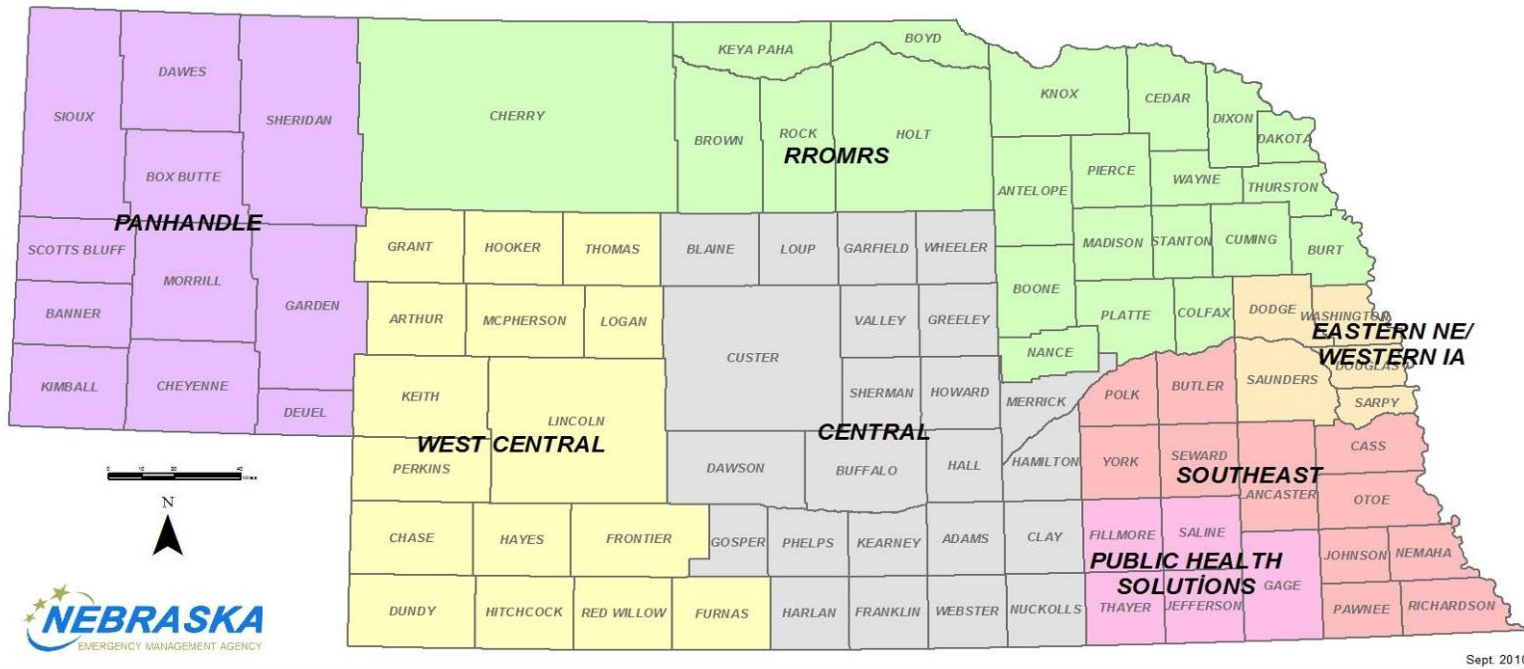 KEYA PAHA
BOYD
DAWES
SIOUX
SHERIDAN
CHERRY
BROWN
ROCK
HOLT
KNOX
CEDAR
DIXON
DAKOTA
RROMRS
BOX BUTTE
ANTELOPE
PIERCE
WAYNE
THURSTON
PANHANDLE
SCOTTS BLUFF
MORRILL
GRANT
HOOKER
THOMAS
BLAINE
LOUP
GARFIELD
WHEELER
MADISON
STANTON
CUMING
BURT
BANNER
GARDEN
ARTHUR
MCPHERSON
LOGAN
CUSTER
VALLEY
GREELEY
BOONE
PLATTE
COLFAX
DODGE
WASHINGTON
EASTERN NE/
WESTERN IA
NANCE
DOUGLAS
KIMBALL
CHEYENNE
DEUEL
KEITH
LINCOLN
SHERMAN
HOWARD
MERRICK
POLK
BUTLER
SAUNDERS
SARPY
WEST CENTRAL
CENTRAL
PERKINS
DAWSON
BUFFALO
HALL
HAMILTON
YORK
SEWARD
CASS
SOUTHEAST
LANCASTER
OTOE
N
CHASE
HAYES
FRONTIER
GOSPER
PHELPS
KEARNEY
ADAMS
CLAY
FILLMORE
SALINE
PUBLIC HEALTH
SOLUTIONS
GAGE
JOHNSON
NEMAHA
DUNDY
HITCHCOCK
RED WILLOW
FURNAS
HARLAN
FRANKLIN
WEBSTER
NUCKOLLS
THAYER
JEFFERSON
PAWNEE
RICHARDSON
NEBRASKA
EMERGENCY MANAGEMENT AGENCY
Sept. 2010